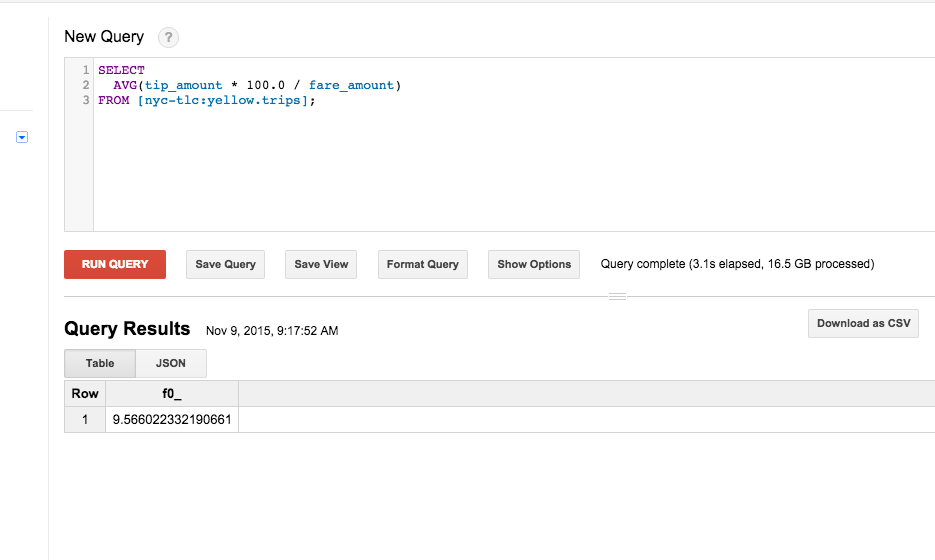 New Query ?
1 SELECT
2 AVG(tip_amount * 100.0 / fare_amount)
3 FROM [nyc-tlc:yellow.trips];
RUN QUERY Save Query Save View Format Query Show Options Query complete (3.1s elapsed, 16.5 GB processed)
Query Results Nov 9, 2015, 9:17:52 AM Download as CSV
Table JSON
Row f0_
1 9.566022332190661